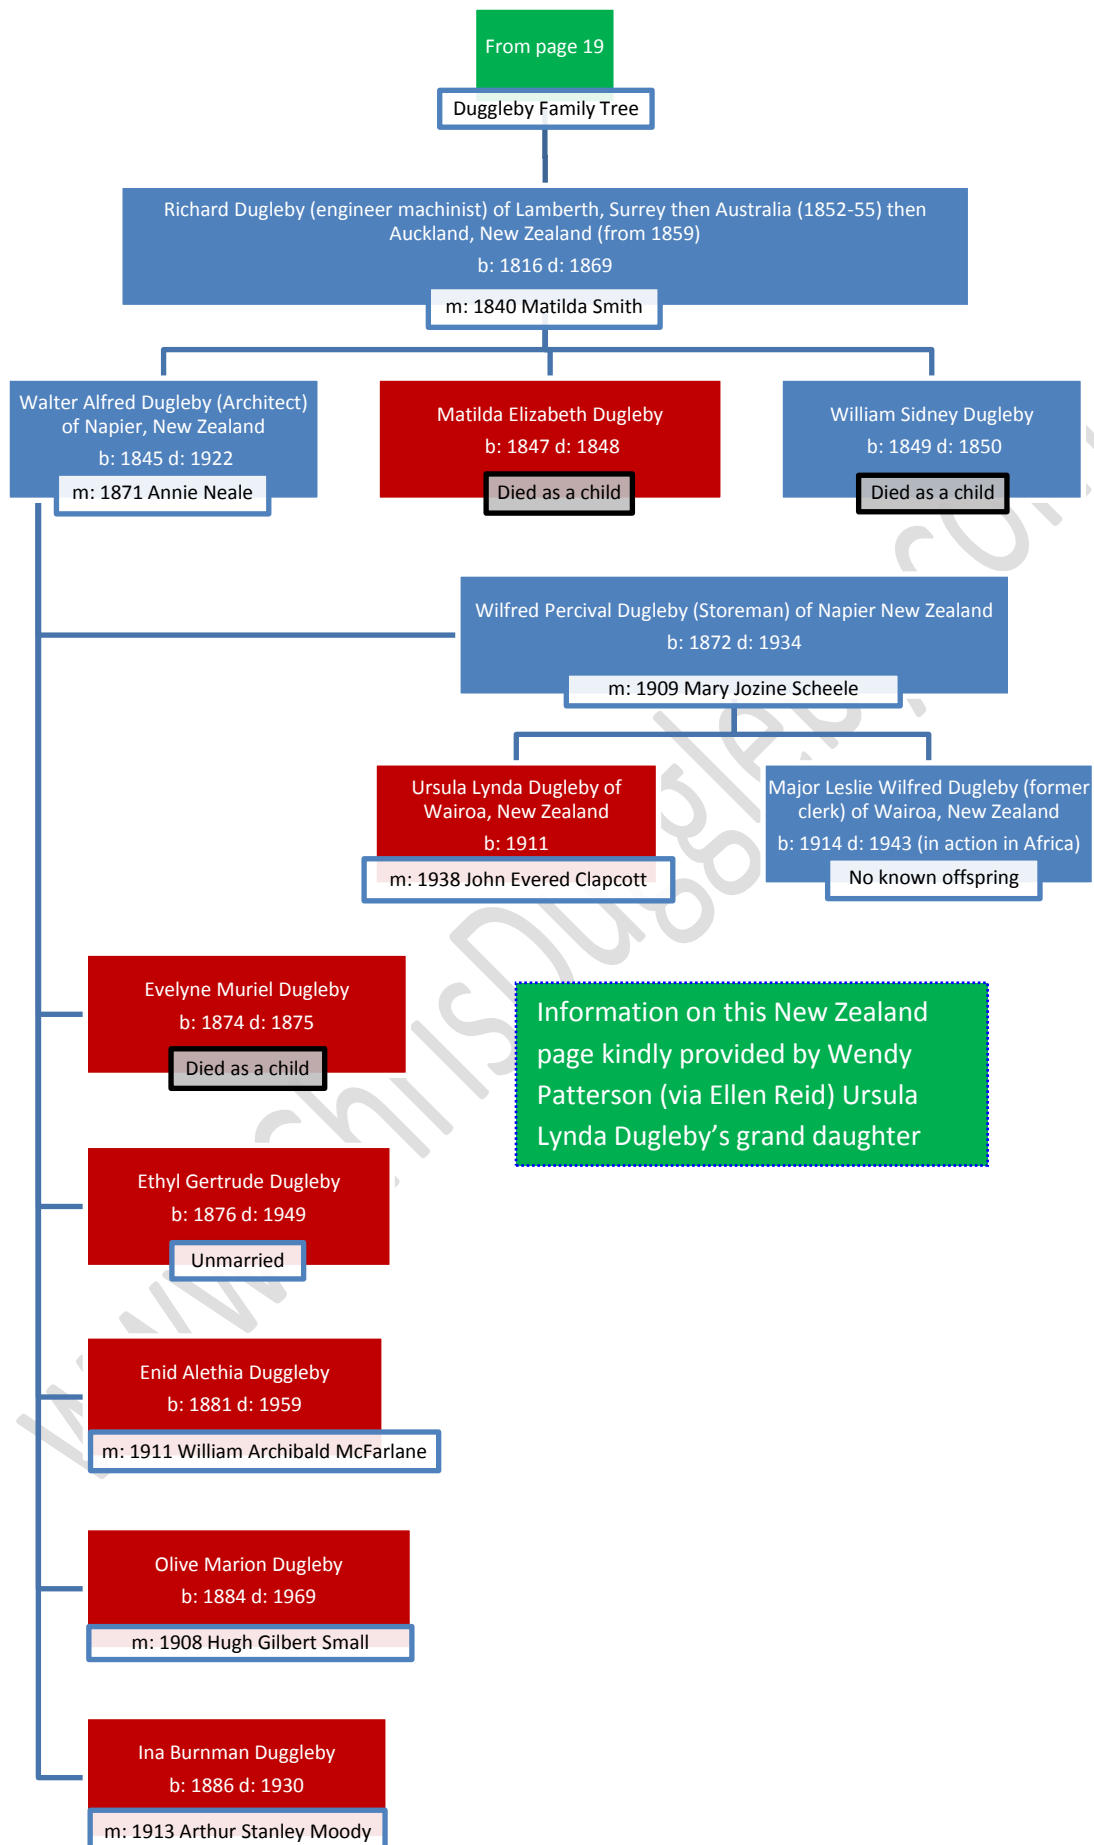 From page 19
Duggleby Family Tree
Richard Dugleby (engineer machinist) of Lamberth, Surrey then Australia (1852-55) then
Auckland, New Zealand (from 1859)
b: 1816 d: 1869
m: 1840 Matilda Smith
Walter Alfred Dugleby (Architect)
of Napier, New Zealand
b: 1845 d: 1922
m: 1871 Annie Neale
Matilda Elizabeth Dugleby
b: 1847 d: 1848
Died as a child
William Sidney Dugleby
b: 1849 d: 1850
Died as a child
Wilfred Percival Dugleby (Storeman) of Napier New Zealand
b: 1872 d: 1934
m: 1909 Mary Jozine Scheele
Ursula Lynda Dugleby of
Wairoa, New Zealand
b: 1911
m: 1938 John Evered Clapcott
Major Leslie Wilfred Dugleby (former
clerk) of Wairoa, New Zealand
b: 1914 d: 1943 (in action in Africa)
No known offspring
Evelyne Muriel Dugleby
b: 1874 d: 1875
Died as a child
Information on this New Zealand
page kindly provided by Wendy
Patterson (via Ellen Reid) Ursula
Lynda Dugleby’s grand daughter
Ethyl Gertrude Dugleby
b: 1876 d: 1949
Unmarried
Enid Alethia Duggleby
b: 1881 d: 1959
m: 1911 William Archibald McFarlane
Olive Marion Dugleby
b: 1884 d: 1969
m: 1908 Hugh Gilbert Small
Ina Burnman Duggleby
b: 1886 d: 1930
m: 1913 Arthur Stanley Moody